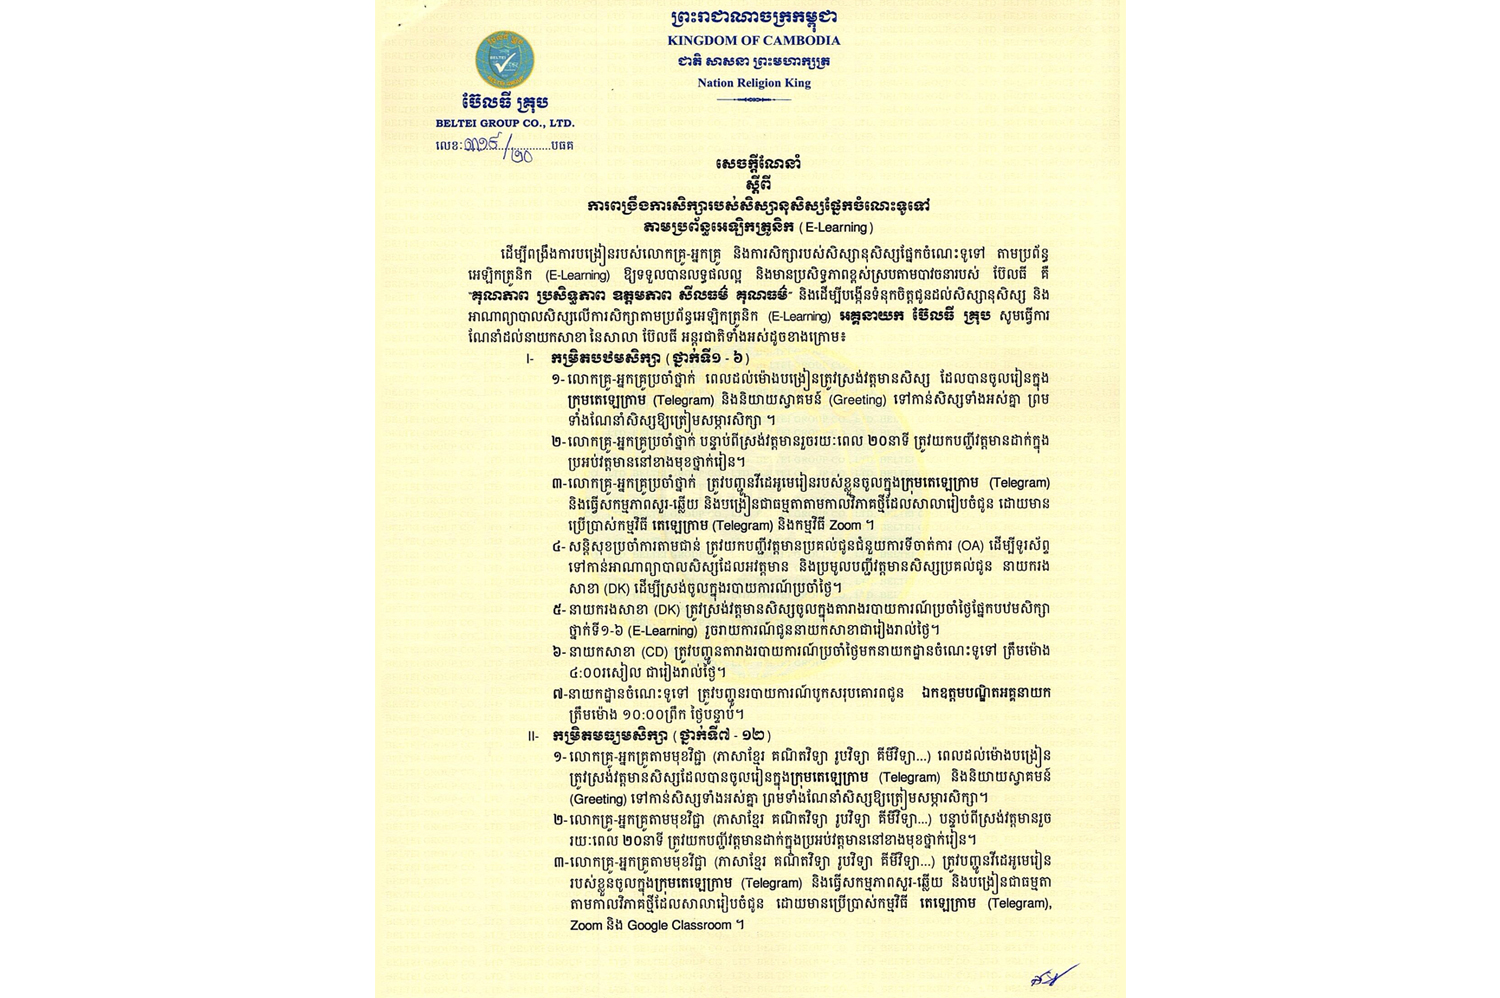 ព្រះរាជាណាចក្រកម្ពុជា
KINGDOM OF CAMBODIA
ជាតិ សាសនា ព្រះមហាក្សត្រ
Nation Religion King
BELTEI
ប៊ែលធី គ្រុប
BELTEI GROUP CO., LTD.
លេខ:៣១៩/២០ បធគ
សេចក្តីណែនាំ
ស្តីពី
ការពង្រឹងការសិក្សារបស់សិស្សានុសិស្សផ្នែកចំណេះទូទៅ
តាមប្រព័ន្ធអេឡិកត្រូនិក (E-Learning)
ដើម្បីពង្រឹងការបង្រៀនរបស់លោកគ្រូ-អ្នកគ្រូ និងការសិក្សារបស់សិស្សានុសិស្សផ្នែកចំណេះទូទៅ តាមប្រព័ន្ធ
អេឡិកត្រូនិក (E-Learning) ឱ្យទទួលបានលទ្ធផលល្អ និងមានប្រសិទ្ធភាពខ្ពស់ស្របតាមបាវចនារបស់ ប៊ែលធី គឺ
"គុណភាព ប្រសិទ្ធភាព ឧត្តមភាព សីលធម៌ គុណធម៌" និងដើម្បីបង្កើនទំនុកចិត្តជូនដល់សិស្សានុសិស្ស និង
អាណាព្យាបាលសិស្សលើការសិក្សាតាមប្រព័ន្ធអេឡិកត្រូនិក (E-Learning) អគ្គនាយក ប៊ែលធី គ្រុប សូមធ្វើការ
ណែនាំដល់នាយកសាខា នៃសាលា ប៊ែលធី អន្តរជាតិទាំងអស់ដូចខាងក្រោម៖
I- កម្រិតបឋមសិក្សា (ថ្នាក់ទី១ - ៦)
១- លោកគ្រូ-អ្នកគ្រូប្រចាំថ្នាក់ ពេលដល់ម៉ោងបង្រៀនត្រូវស្រង់វត្តមានសិស្ស ដែលបានចូលរៀនក្នុង
ក្រុមតេឡេក្រាម (Telegram) និងនិយាយស្វាគមន៍ (Greeting) ទៅកាន់សិស្សទាំងអស់គ្នា ព្រម
ទាំងណែនាំសិស្សឱ្យត្រៀមសម្ភារសិក្សា ។
២- លោកគ្រូ-អ្នកគ្រូប្រចាំថ្នាក់ បន្ទាប់ពីស្រង់វត្តមានរួចរយ:ពេល ២០នាទី ត្រូវយកបញ្ជីវត្តមានដាក់ក្នុង
ប្រអប់វត្តមាននៅខាងមុខថ្នាក់រៀន។
៣- លោកគ្រូ-អ្នកគ្រូប្រចាំថ្នាក់ ត្រូវបញ្ជូនវីដេអូមេរៀនរបស់ខ្លួនចូលក្នុងក្រុមតេឡេក្រាម (Telegram)
និងធ្វើសកម្មភាពសួរ-ឆ្លើយ និងបង្រៀនជាធម្មតាតាមកាលវិភាគថ្មីដែលសាលារៀបចំជូន ដោយមាន
ប្រើប្រាស់កម្មវិធី តេឡេក្រាម (Telegram) និងកម្មវិធី Zoom ។
៤- សន្តិសុខប្រចាំការតាមជាន់ ត្រូវយកបញ្ជីវត្តមានប្រគល់ជូនជំនួយការទីចាត់ការ (OA) ដើម្បីទូរស័ព្ទ
ទៅកាន់អាណាព្យាបាលសិស្សដែលអវត្តមាន និងប្រមូលបញ្ជីវត្តមានសិស្សប្រគល់ជូន នាយករង
សាខា (DK) ដើម្បីស្រង់ចូលក្នុងរបាយការណ៍ប្រចាំថ្ងៃ។
៥- នាយករងសាខា (DK) ត្រូវស្រង់វត្តមានសិស្សចូលក្នុងតារាងរបាយការណ៍ប្រចាំថ្ងៃផ្នែកបឋមសិក្សា
ថ្នាក់ទី១-៦ (E-Learning) រួចរាយការណ៍ជូននាយកសាខាជារៀងរាល់ថ្ងៃ។
៦- នាយកសាខា (CD) ត្រូវបញ្ជូនតារាងរបាយការណ៍ប្រចាំថ្ងៃមកនាយកដ្ឋានចំណេះទូទៅ ត្រឹមម៉ោង
៤:០០រសៀល ជារៀងរាល់ថ្ងៃ។
៧- នាយកដ្ឋានចំណេះទូទៅ ត្រូវបញ្ជូនរបាយការណ៍បូកសរុបគោរពជូន ឯកឧត្តមបណ្ឌិតអគ្គនាយក
ត្រឹមម៉ោង ១០:០០ព្រឹក ថ្ងៃបន្ទាប់។
II- កម្រិតមធ្យមសិក្សា (ថ្នាក់ទី៧ - ១២)
១- លោកគ្រូ-អ្នកគ្រូតាមមុខវិជ្ជា (ភាសាខ្មែរ គណិតវិទ្យា រូបវិទ្យា គីមីវិទ្យា...) ពេលដល់ម៉ោងបង្រៀន
ត្រូវស្រង់វត្តមានសិស្សដែលបានចូលរៀនក្នុងក្រុមតេឡេក្រាម (Telegram) និងនិយាយស្វាគមន៍
(Greeting) ទៅកាន់សិស្សទាំងអស់គ្នា ព្រមទាំងណែនាំសិស្សឱ្យត្រៀមសម្ភារសិក្សា។
២- លោកគ្រូ-អ្នកគ្រូតាមមុខវិជ្ជា (ភាសាខ្មែរ គណិតវិទ្យា រូបវិទ្យា គីមីវិទ្យា...) បន្ទាប់ពីស្រង់វត្តមានរួច
រយ:ពេល ២០នាទី ត្រូវយកបញ្ជីវត្តមានដាក់ក្នុងប្រអប់វត្តមាននៅខាងមុខថ្នាក់រៀន។
៣- លោកគ្រូ-អ្នកគ្រូតាមមុខវិជ្ជា (ភាសាខ្មែរ គណិតវិទ្យា រូបវិទ្យា គីមីវិទ្យា...) ត្រូវបញ្ជូនវីដេអូមេរៀន
របស់ខ្លួនចូលក្នុងក្រុមតេឡេក្រាម (Telegram) និងធ្វើសកម្មភាពសួរ-ឆ្លើយ និងបង្រៀនជាធម្មតា
តាមកាលវិភាគថ្មីដែលសាលារៀបចំជូន ដោយមានប្រើប្រាស់កម្មវិធី តេឡេក្រាម (Telegram),
Zoom និង Google Classroom ។